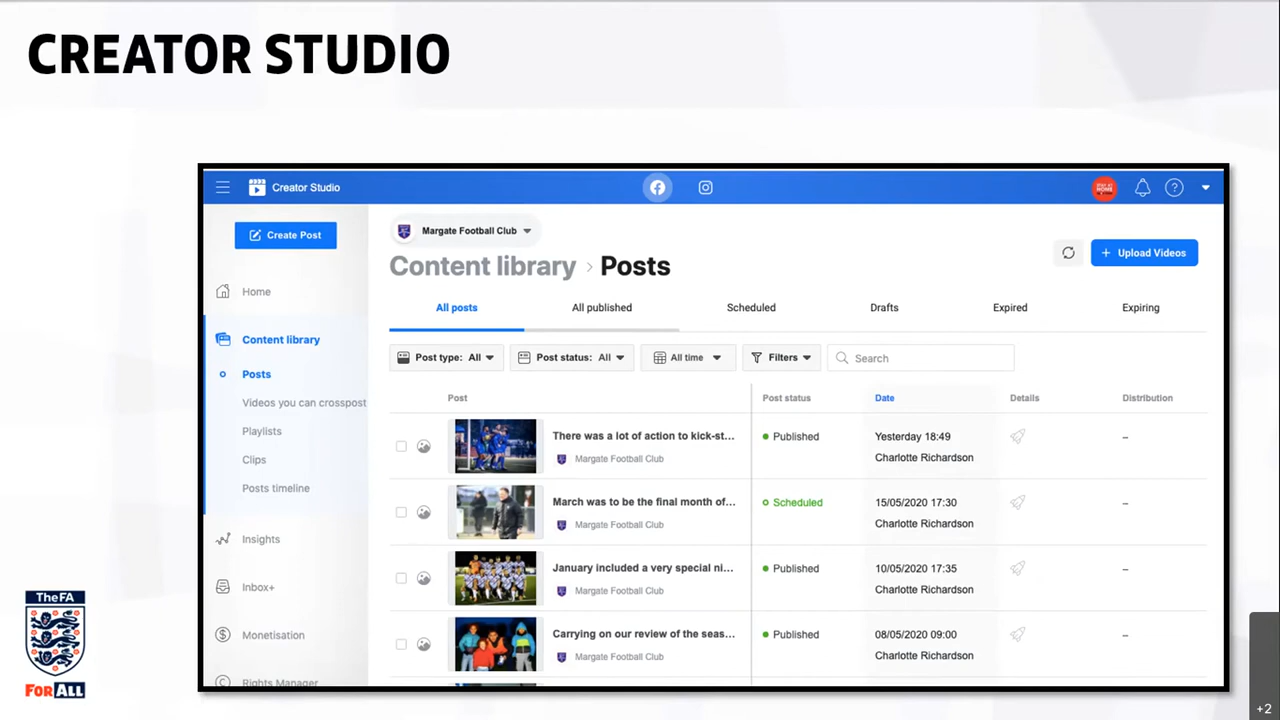 CREATOR STUDIO
Creator Studio
Create Post
Home
Content library
Posts
Videos you can crosspost
Playlists
Clips
Posts timeline
Insights
Inbox+
Monetisation
Rights Manager
Margate Football Club
Content library › Posts
+ Upload Videos
All posts All published Scheduled Drafts Expired Expiring
Post type: All Post status: All All time Filters Search
Post Post status Date Details Distribution
There was a lot of action to kick-st... Published Yesterday 18:49 –
Margate Football Club Charlotte Richardson
March was to be the final month of... Scheduled 15/05/2020 17:30 –
Margate Football Club Charlotte Richardson
January included a very special ni... Published 10/05/2020 17:35 –
Margate Football Club Charlotte Richardson
Carrying on our review of the seas... Published 08/05/2020 09:00 –
Margate Football Club Charlotte Richardson
TheFA
ForALL
+2